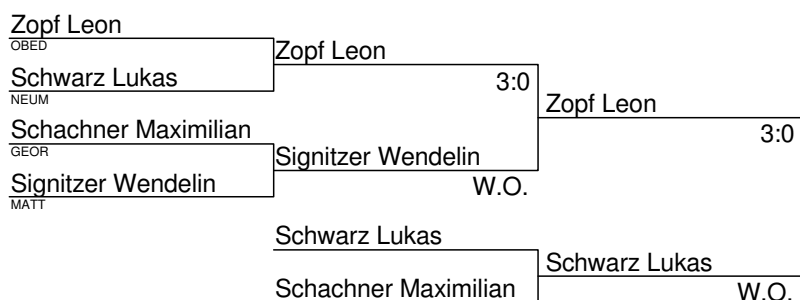 Zopf Leon
OBED
Zopf Leon
Schwarz Lukas
3:0
NEUM
Zopf Leon
Schachner Maximilian
3:0
GEOR
Signitzer Wendelin
Signitzer Wendelin
W.O.
MATT
Schwarz Lukas
Schwarz Lukas
Schachner Maximilian
W.O.